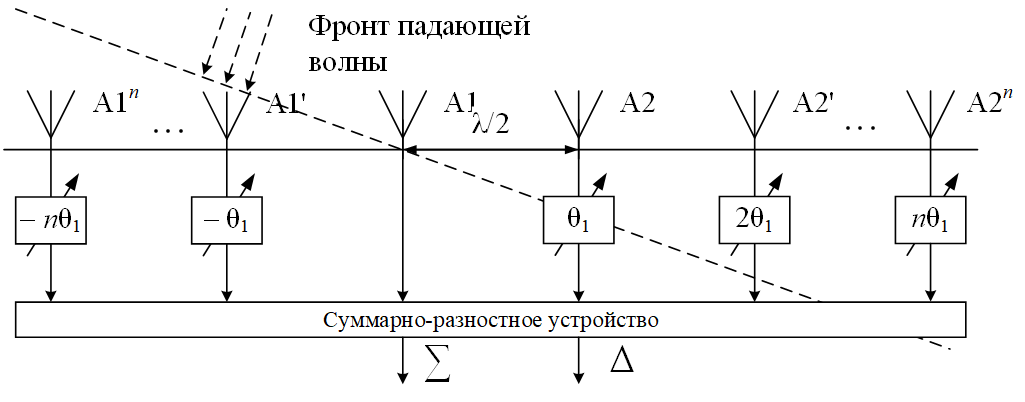 Фронт падающей
волны
A1ⁿ
...
A1'
A1
λ/2
A2
A2'
...
A2ⁿ
– nθ₁
– θ₁
θ₁
2θ₁
nθ₁
Суммарно-разностное устройство
∑
Δ